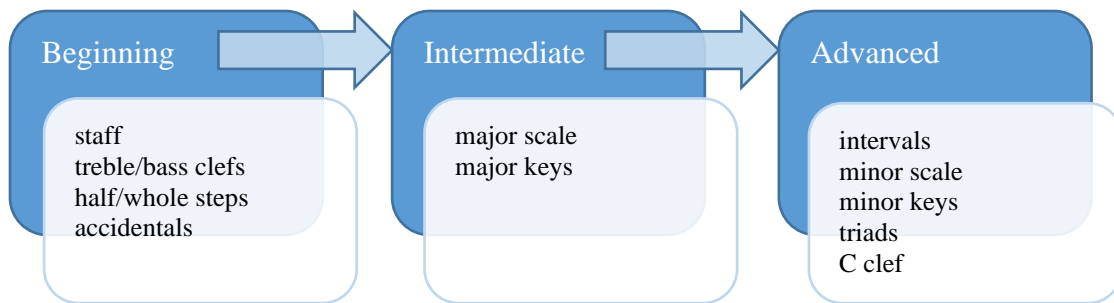 Beginning
staff
treble/bass clefs
half/whole steps
accidentals
Intermediate
major scale
major keys
Advanced
intervals
minor scale
minor keys
triads
C clef